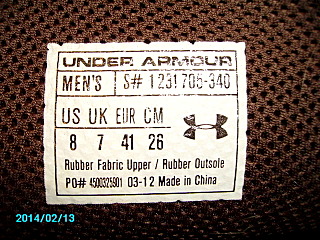 UNDER ARMOUR
MEN'S S# 1231705-340
US UK EUR CM
8 7 41 26
Rubber Fabric Upper / Rubber Outsole
PO# 4500325901 03-12 Made in China
2014/02/13